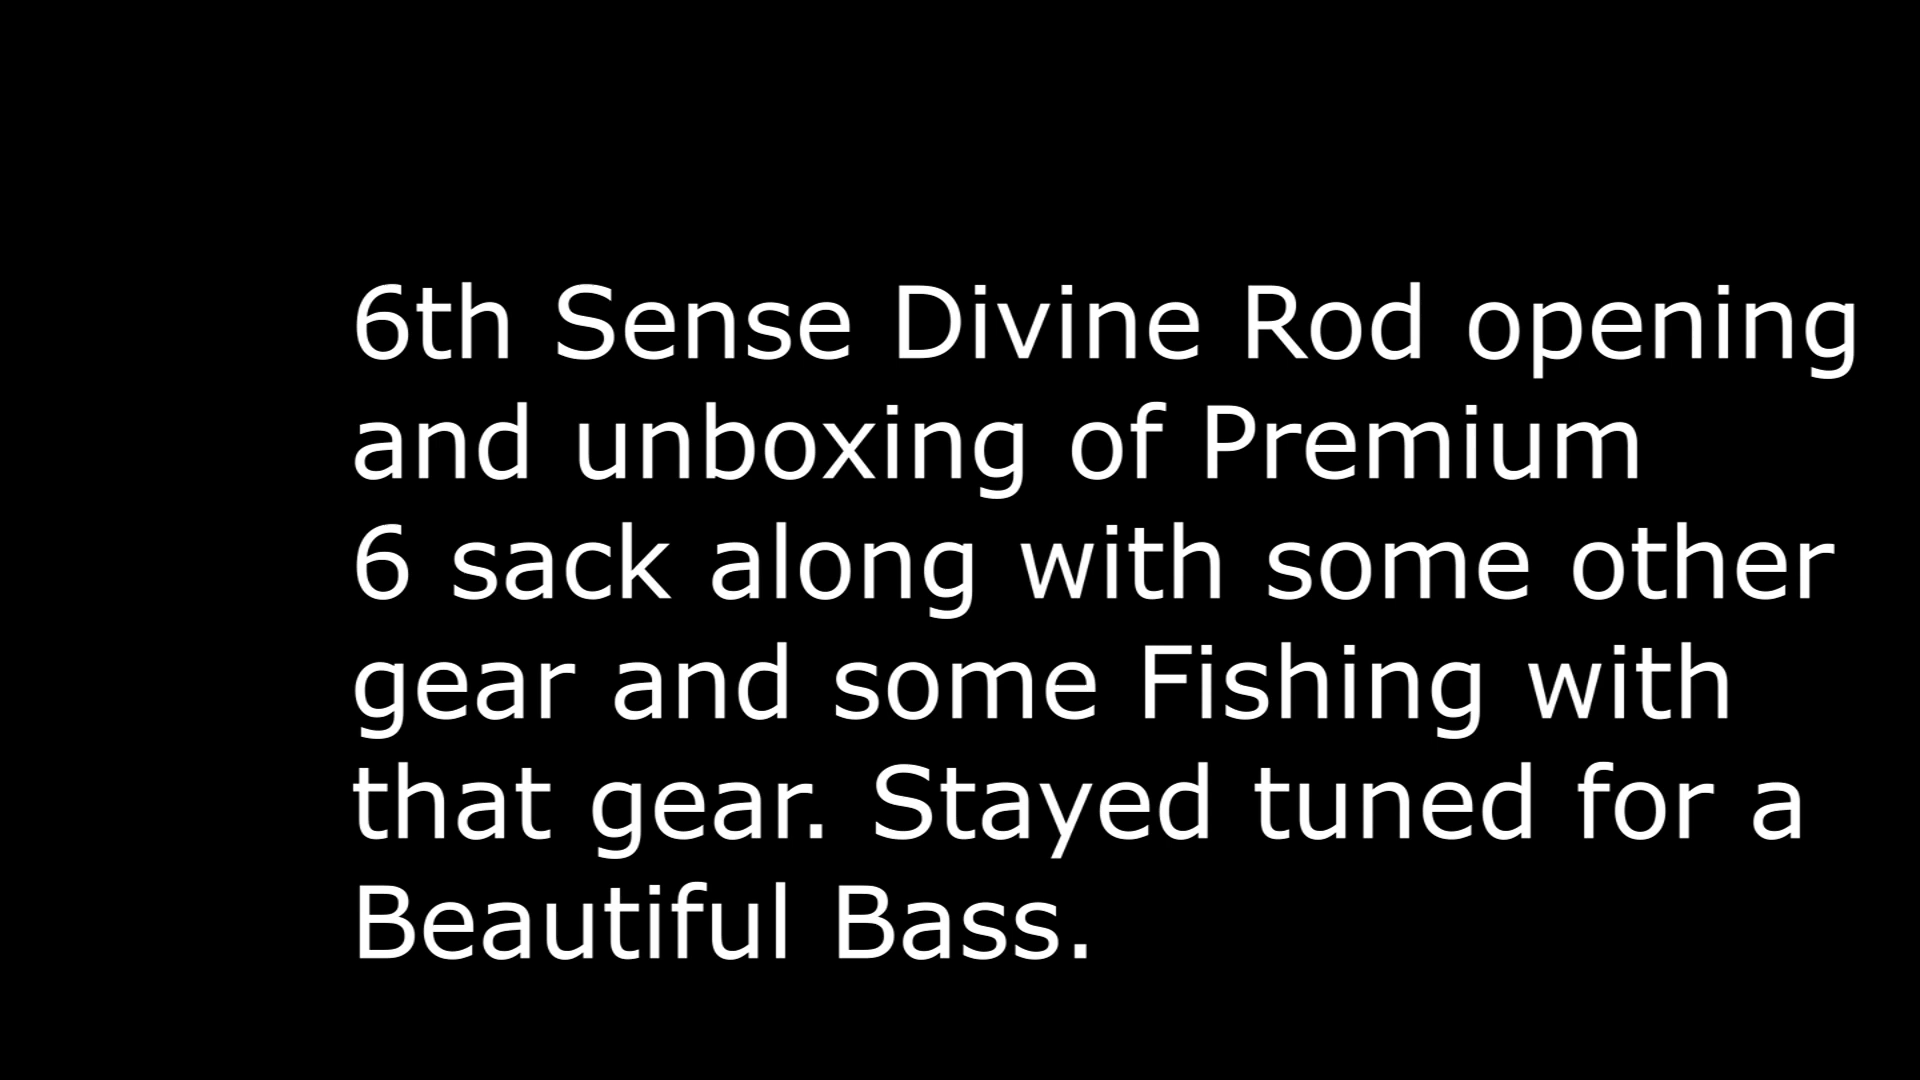 6th Sense Divine Rod opening
and unboxing of Premium
6 sack along with some other
gear and some Fishing with
that gear. Stayed tuned for a
Beautiful Bass.